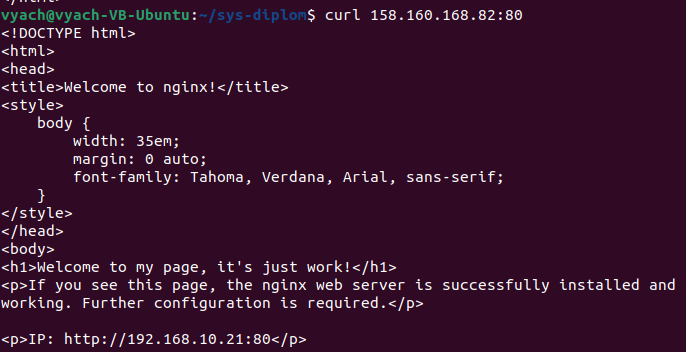 vyach@vyach-VB-Ubuntu:~/sys-diplom$ curl 158.160.168.82:80
<!DOCTYPE html>
<html>
<head>
<title>Welcome to nginx!</title>
<style>
    body {
        width: 35em;
        margin: 0 auto;
        font-family: Tahoma, Verdana, Arial, sans-serif;
    }
</style>
</head>
<body>
<h1>Welcome to my page, it's just work!</h1>
<p>If you see this page, the nginx web server is successfully installed and
working. Further configuration is required.</p>

<p>IP: http://192.168.10.21:80</p>